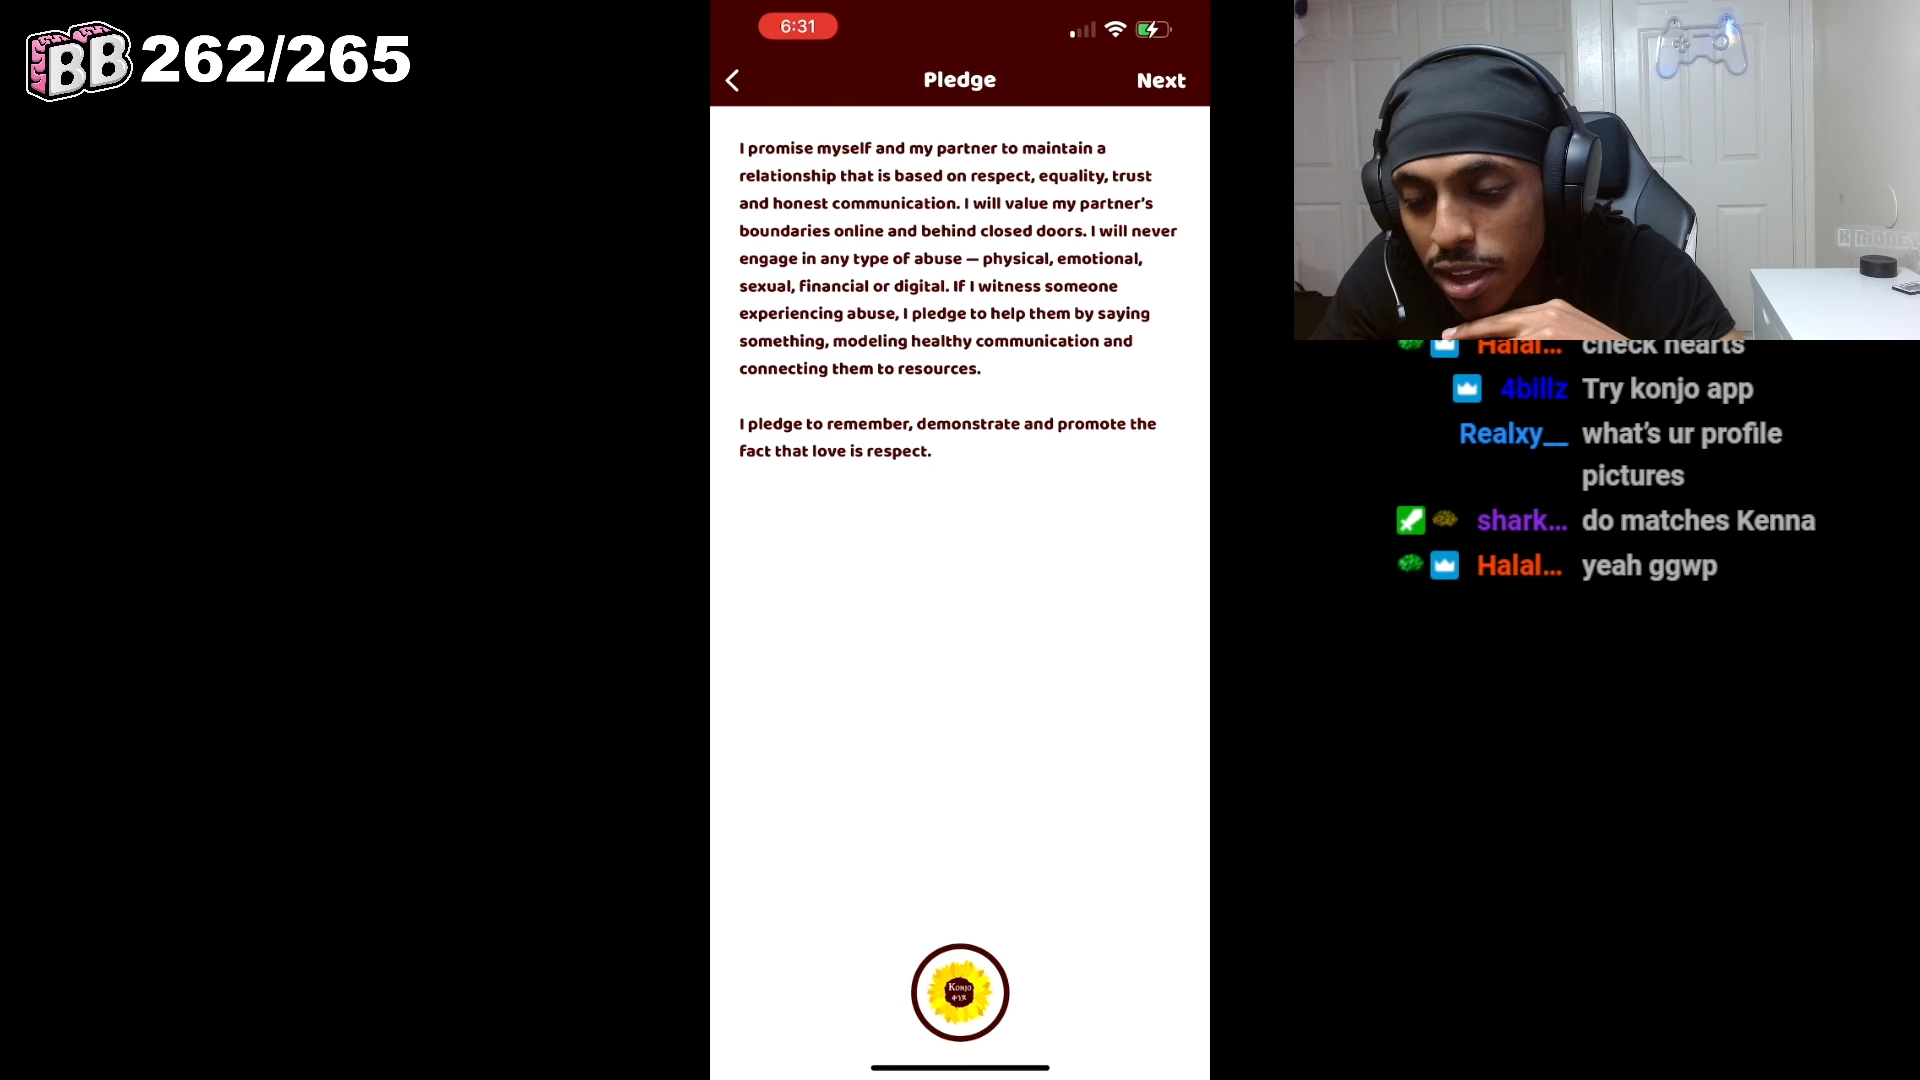 BB 262/265
6:31
Pledge
Next
I promise myself and my partner to maintain a
relationship that is based on respect, equality, trust
and honest communication. I will value my partner’s
boundaries online and behind closed doors. I will never
engage in any type of abuse — physical, emotional,
sexual, financial or digital. If I witness someone
experiencing abuse, I pledge to help them by saying
something, modeling healthy communication and
connecting them to resources.
I pledge to remember, demonstrate and promote the
fact that love is respect.
Konjo
ቆንጆ
K MONEY
Halal... check hearts
4billz Try konjo app
Realxy__ what’s ur profile
pictures
shark... do matches Kenna
Halal... yeah ggwp